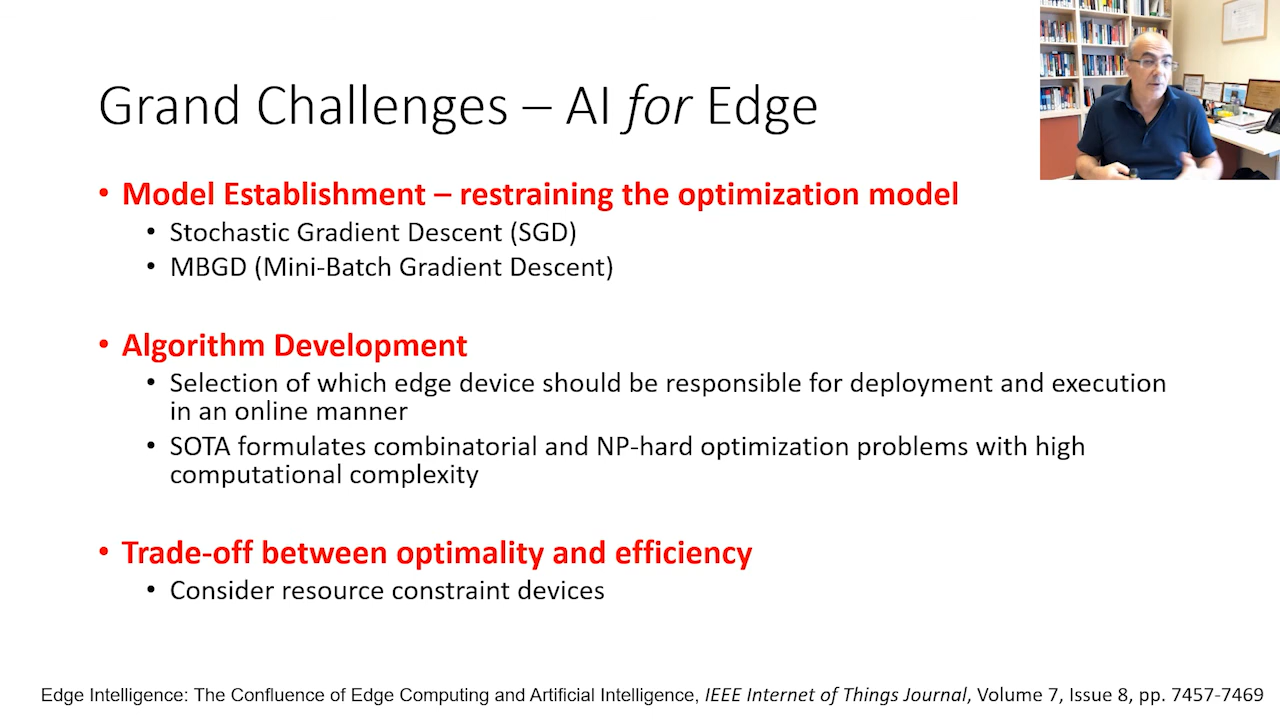 Grand Challenges – AI for Edge
• Model Establishment – restraining the optimization model
• Stochastic Gradient Descent (SGD)
• MBGD (Mini-Batch Gradient Descent)
• Algorithm Development
• Selection of which edge device should be responsible for deployment and execution
in an online manner
• SOTA formulates combinatorial and NP-hard optimization problems with high
computational complexity
• Trade-off between optimality and efficiency
• Consider resource constraint devices
Edge Intelligence: The Confluence of Edge Computing and Artificial Intelligence, IEEE Internet of Things Journal, Volume 7, Issue 8, pp. 7457-7469